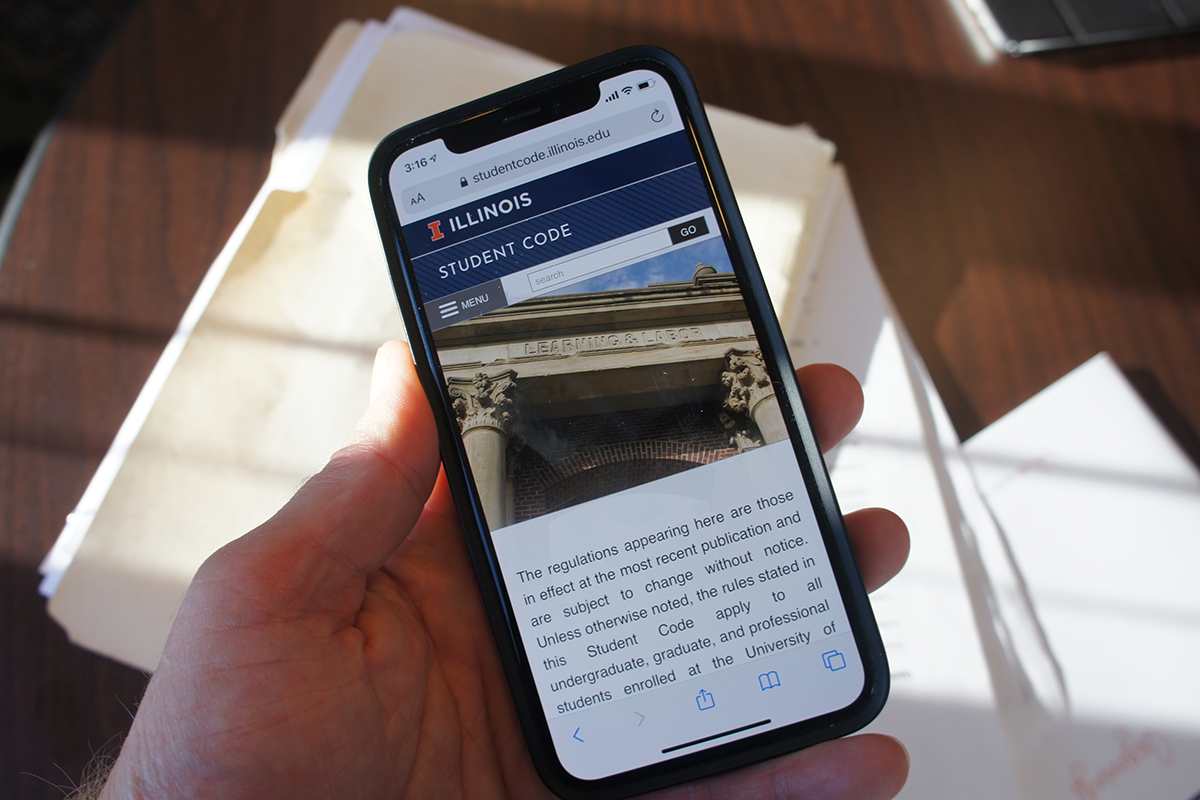 3:16
AA studentcode.illinois.edu
I ILLINOIS
STUDENT CODE
search GO
MENU
LEARNING & LABOR
The regulations appearing here are those
in effect at the most recent publication and
are subject to change without notice.
Unless otherwise noted, the rules stated in
this Student Code apply to all
undergraduate, graduate, and professional
students enrolled at the University of